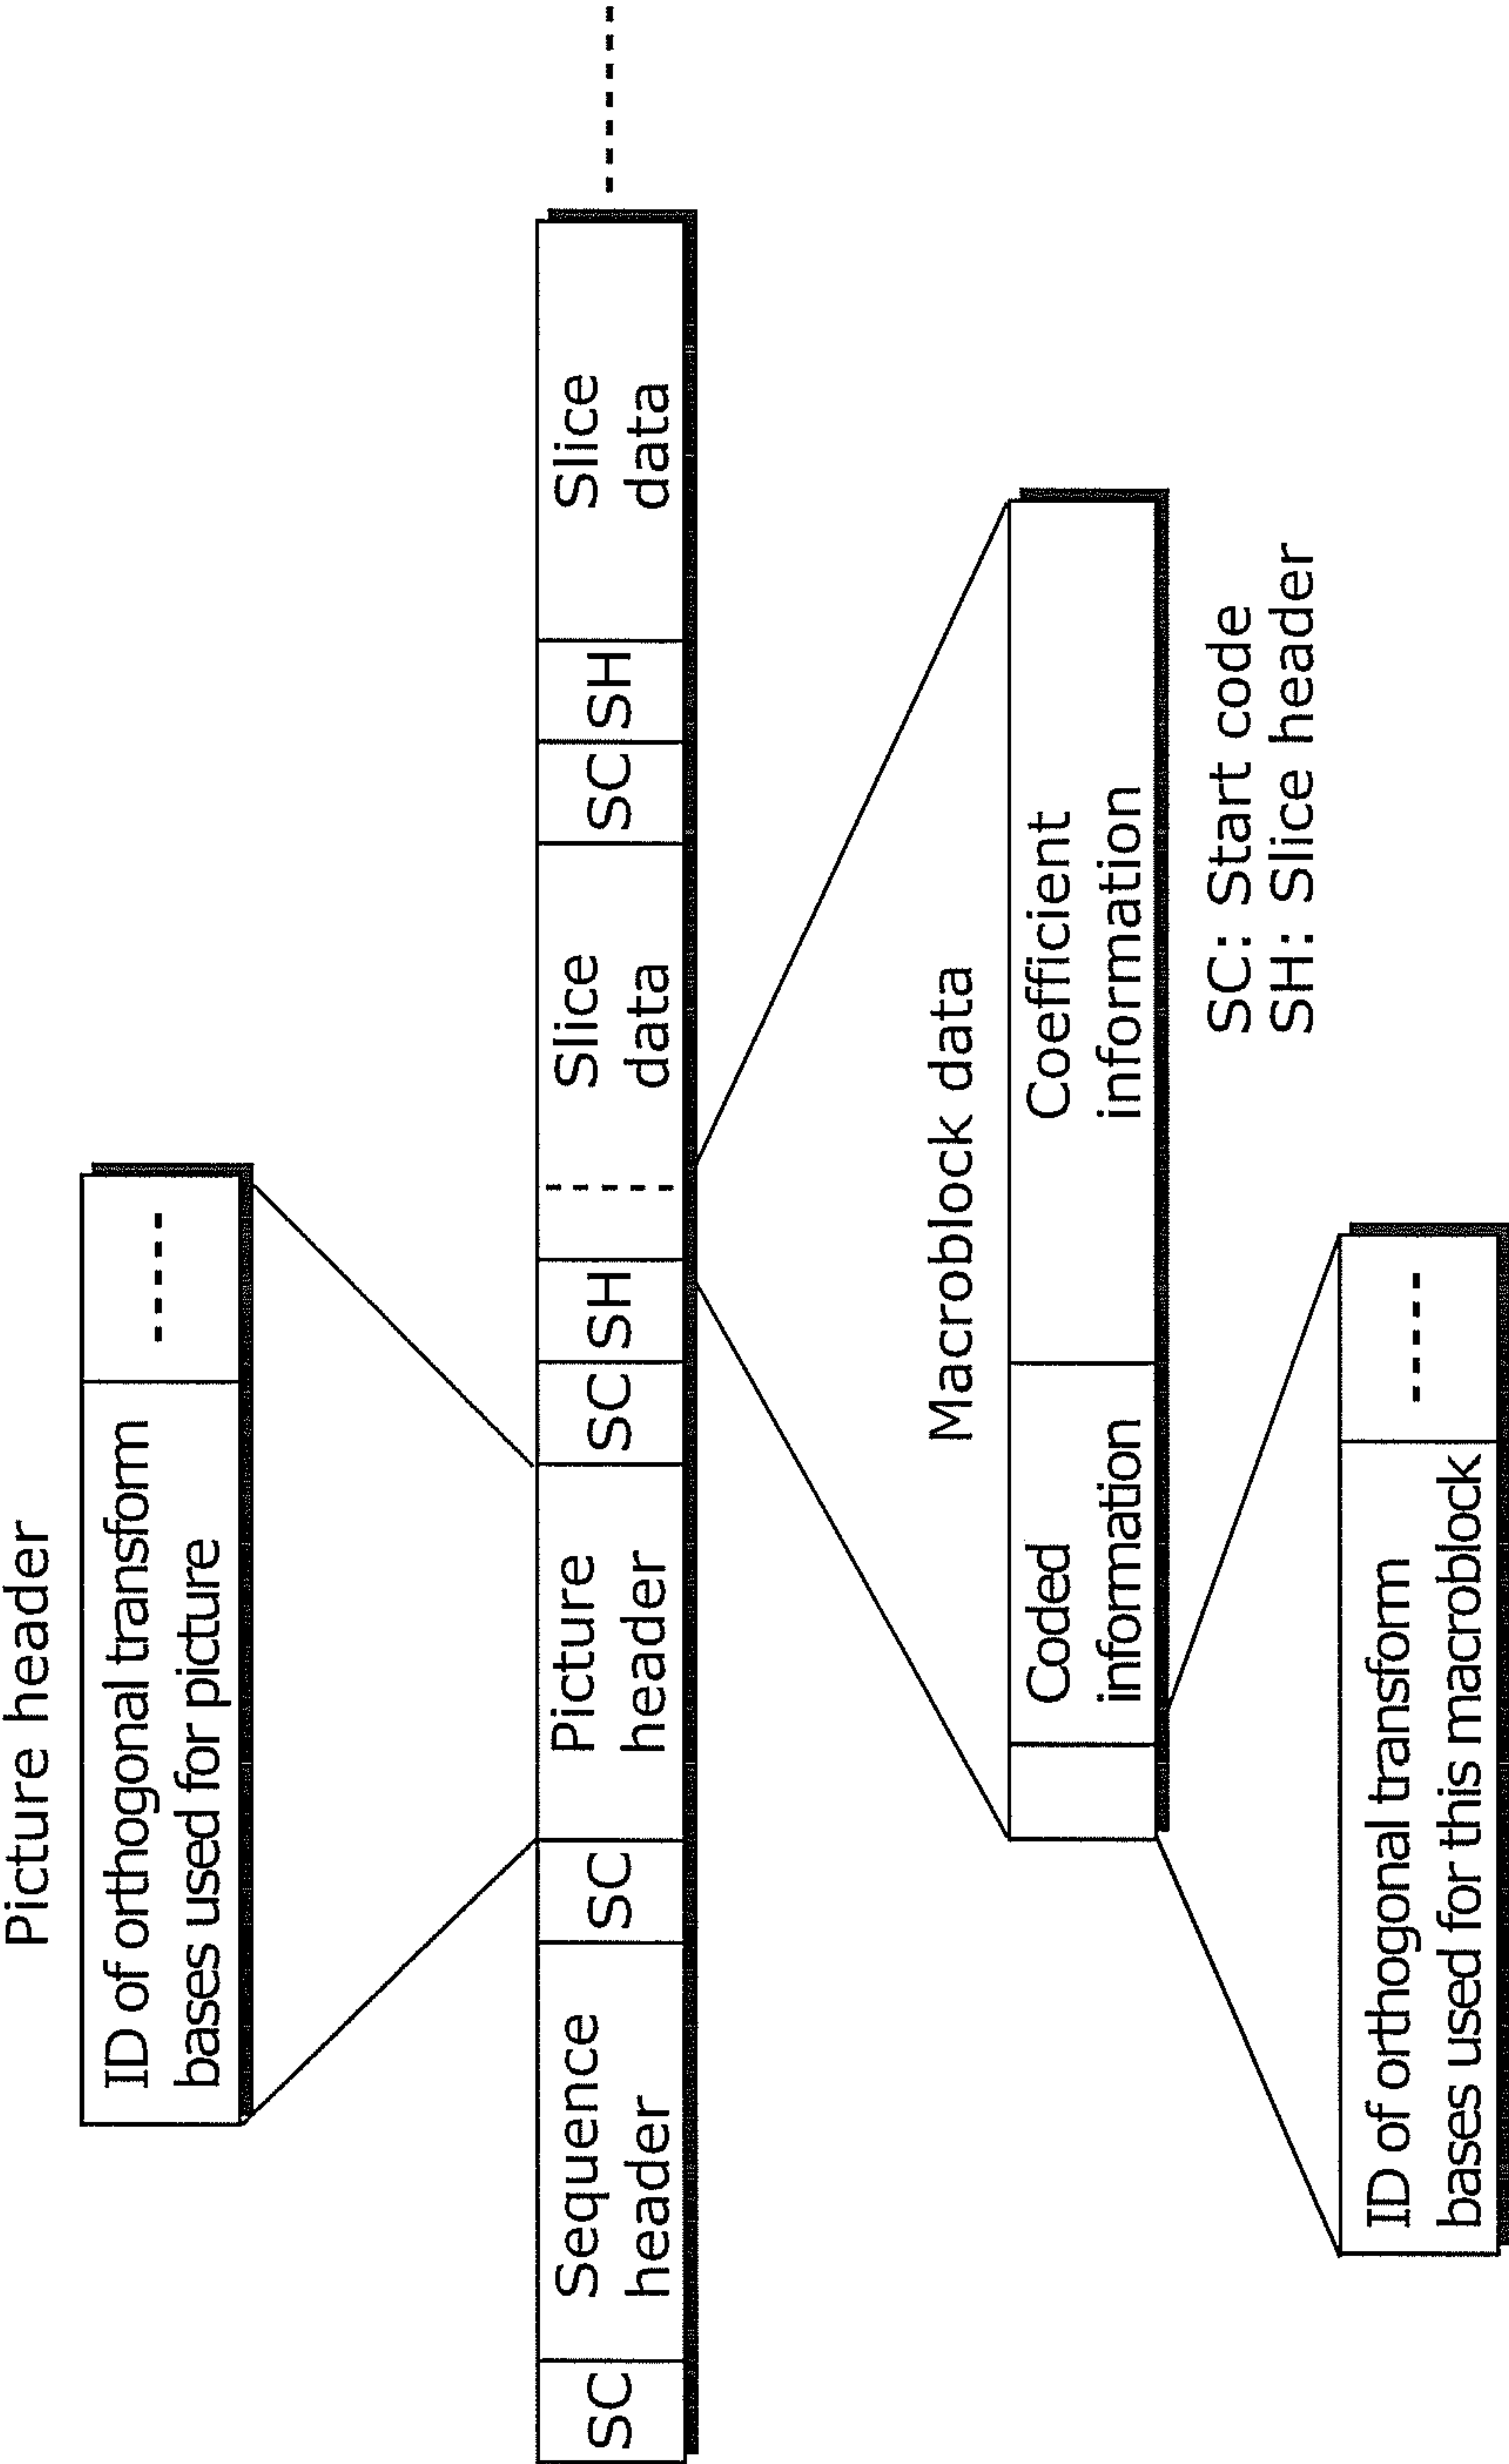 Picture header
ID of orthogonal transform
bases used for picture
-----
SC
Sequence
header
SC
Picture
header
SC
SH
Slice
data
SC
SH
Slice
data
------
Macroblock data
Coded
information
Coefficient
information
SC: Start code
SH: Slice header
ID of orthogonal transform
bases used for this macroblock
-----